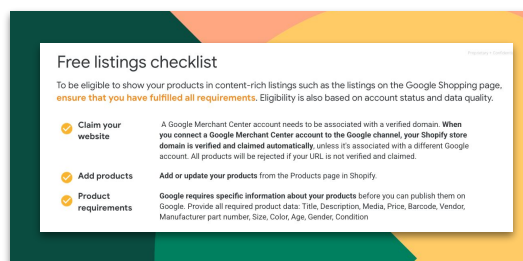 Proprietary + Confidential
Free listings checklist
To be eligible to show your products in content-rich listings such as the listings on the Google Shopping page,
ensure that you have fulfilled all requirements. Eligibility is also based on account status and data quality.
Claim your
website
A Google Merchant Center account needs to be associated with a verified domain. When
you connect a Google Merchant Center account to the Google channel, your Shopify store
domain is verified and claimed automatically, unless it's associated with a different Google
account. All products will be rejected if your URL is not verified and claimed.
Add products
Add or update your products from the Products page in Shopify.
Product
requirements
Google requires specific information about your products before you can publish them on
Google. Provide all required product data: Title, Description, Media, Price, Barcode, Vendor,
Manufacturer part number, Size, Color, Age, Gender, Condition